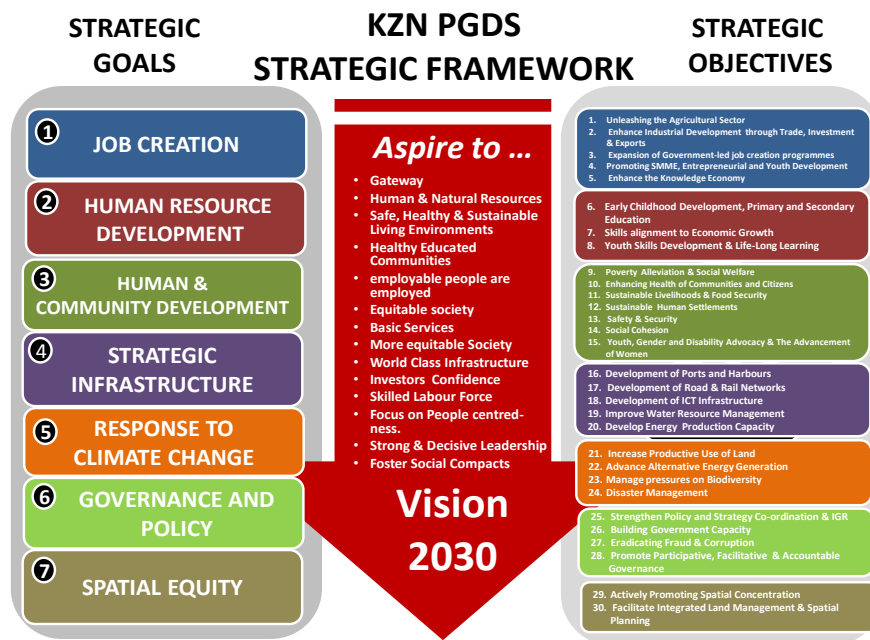 STRATEGIC
GOALS
1
JOB CREATION
2
HUMAN RESOURCE
DEVELOPMENT
3
HUMAN &
COMMUNITY DEVELOPMENT
4
STRATEGIC
INFRASTRUCTURE
5
RESPONSE TO
CLIMATE CHANGE
6
GOVERNANCE AND
POLICY
7
SPATIAL EQUITY
KZN PGDS
STRATEGIC FRAMEWORK
Aspire to ...
• Gateway
• Human & Natural Resources
• Safe, Healthy & Sustainable
Living Environments
• Healthy Educated
Communities
• employable people are
employed
• Equitable society
• Basic Services
• More equitable Society
• World Class Infrastructure
• Investors Confidence
• Skilled Labour Force
• Focus on People centred-
ness.
• Strong & Decisive Leadership
• Foster Social Compacts
Vision
2030
STRATEGIC
OBJECTIVES
1. Unleashing the Agricultural Sector
2. Enhance Industrial Development through Trade, Investment
& Exports
3. Expansion of Government-led job creation programmes
4. Promoting SMME, Entrepreneurial and Youth Development
5. Enhance the Knowledge Economy
6. Early Childhood Development, Primary and Secondary
Education
7. Skills alignment to Economic Growth
8. Youth Skills Development & Life-Long Learning
9. Poverty Alleviation & Social Welfare
10. Enhancing Health of Communities and Citizens
11. Sustainable Livelihoods & Food Security
12. Sustainable Human Settlements
13. Safety & Security
14. Social Cohesion
15. Youth, Gender and Disability Advocacy & The Advancement
of Women
16. Development of Ports and Harbours
17. Development of Road & Rail Networks
18. Development of ICT Infrastructure
19. Improve Water Resource Management
20. Develop Energy Production Capacity
21. Increase Productive Use of Land
22. Advance Alternative Energy Generation
23. Manage pressures on Biodiversity
24. Disaster Management
25. Strengthen Policy and Strategy Co-ordination & IGR
26. Building Government Capacity
27. Eradicating Fraud & Corruption
28. Promote Participative, Facilitative & Accountable
Governance
29. Actively Promoting Spatial Concentration
30. Facilitate Integrated Land Management & Spatial
Planning